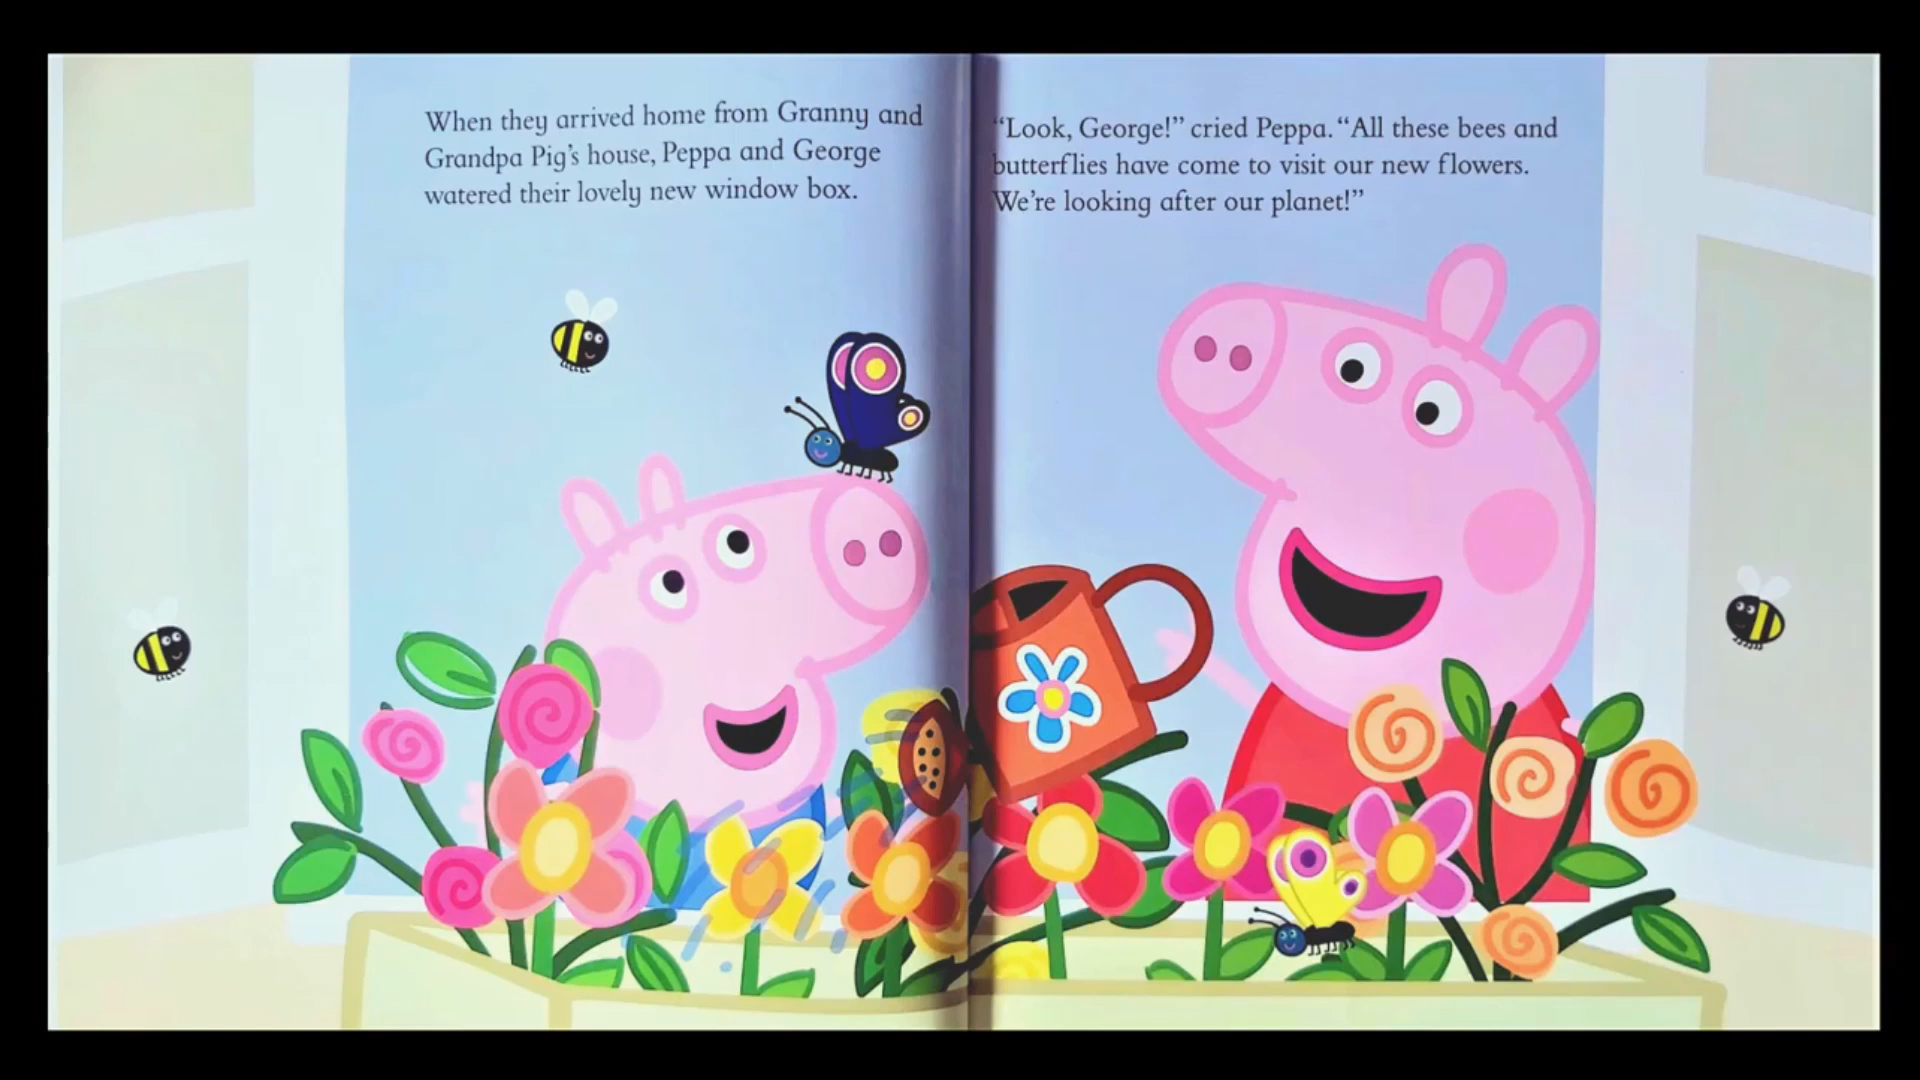 When they arrived home from Granny and
Grandpa Pig's house, Peppa and George
watered their lovely new window box.
“Look, George!” cried Peppa. “All these bees and
butterflies have come to visit our new flowers.
We're looking after our planet!”